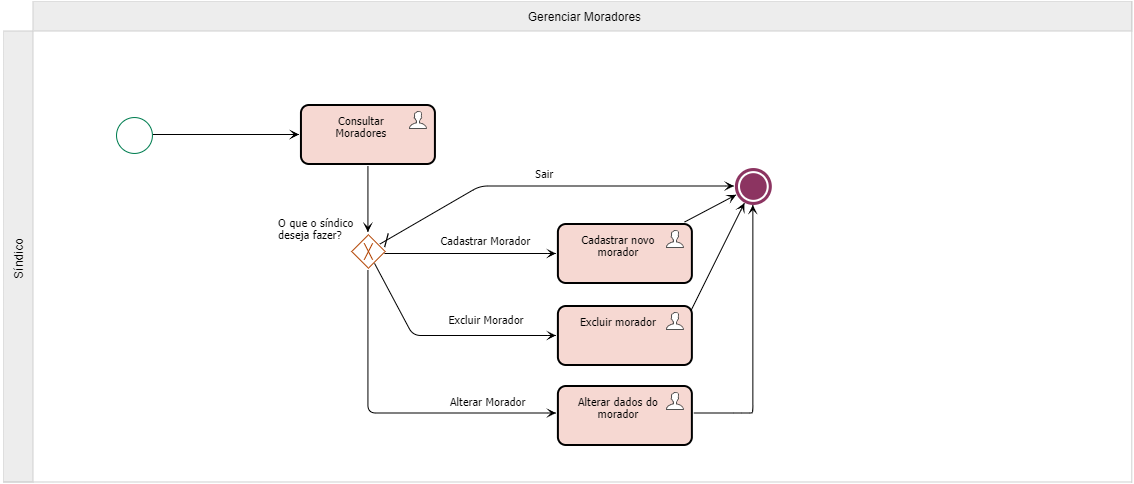 Gerenciar Moradores
Síndico
Consultar
Moradores
O que o síndico
deseja fazer?
Sair
Cadastrar Morador
Cadastrar novo
morador
Excluir Morador
Excluir morador
Alterar Morador
Alterar dados do
morador